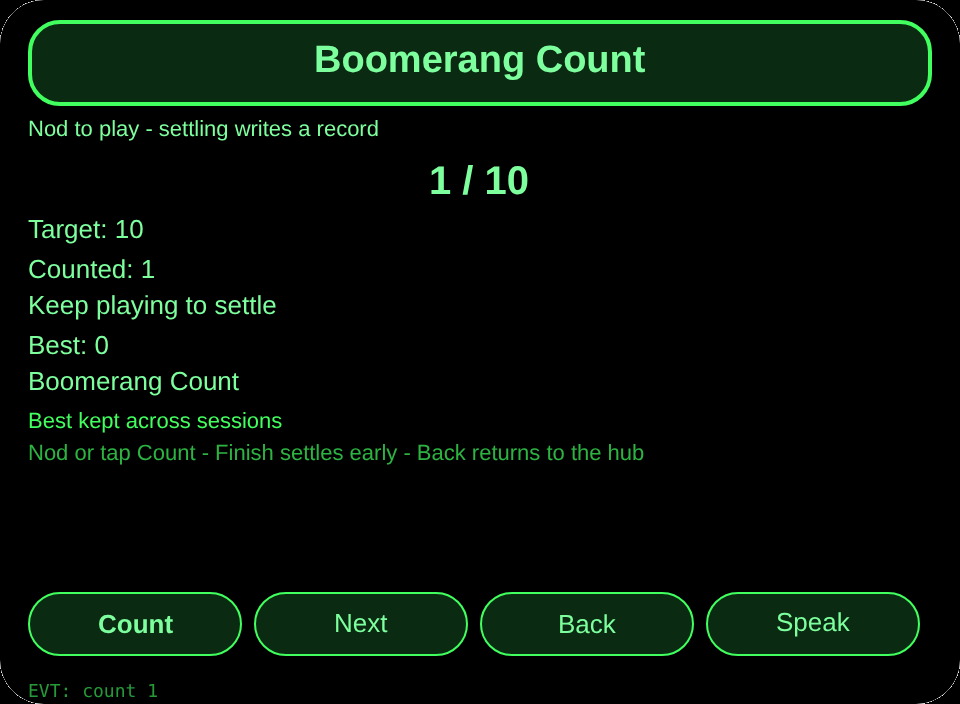 Boomerang Count
Nod to play - settling writes a record
1 / 10
Target: 10
Counted: 1
Keep playing to settle
Best: 0
Boomerang Count
Best kept across sessions
Nod or tap Count - Finish settles early - Back returns to the hub
Count Next Back Speak
EVT: count 1